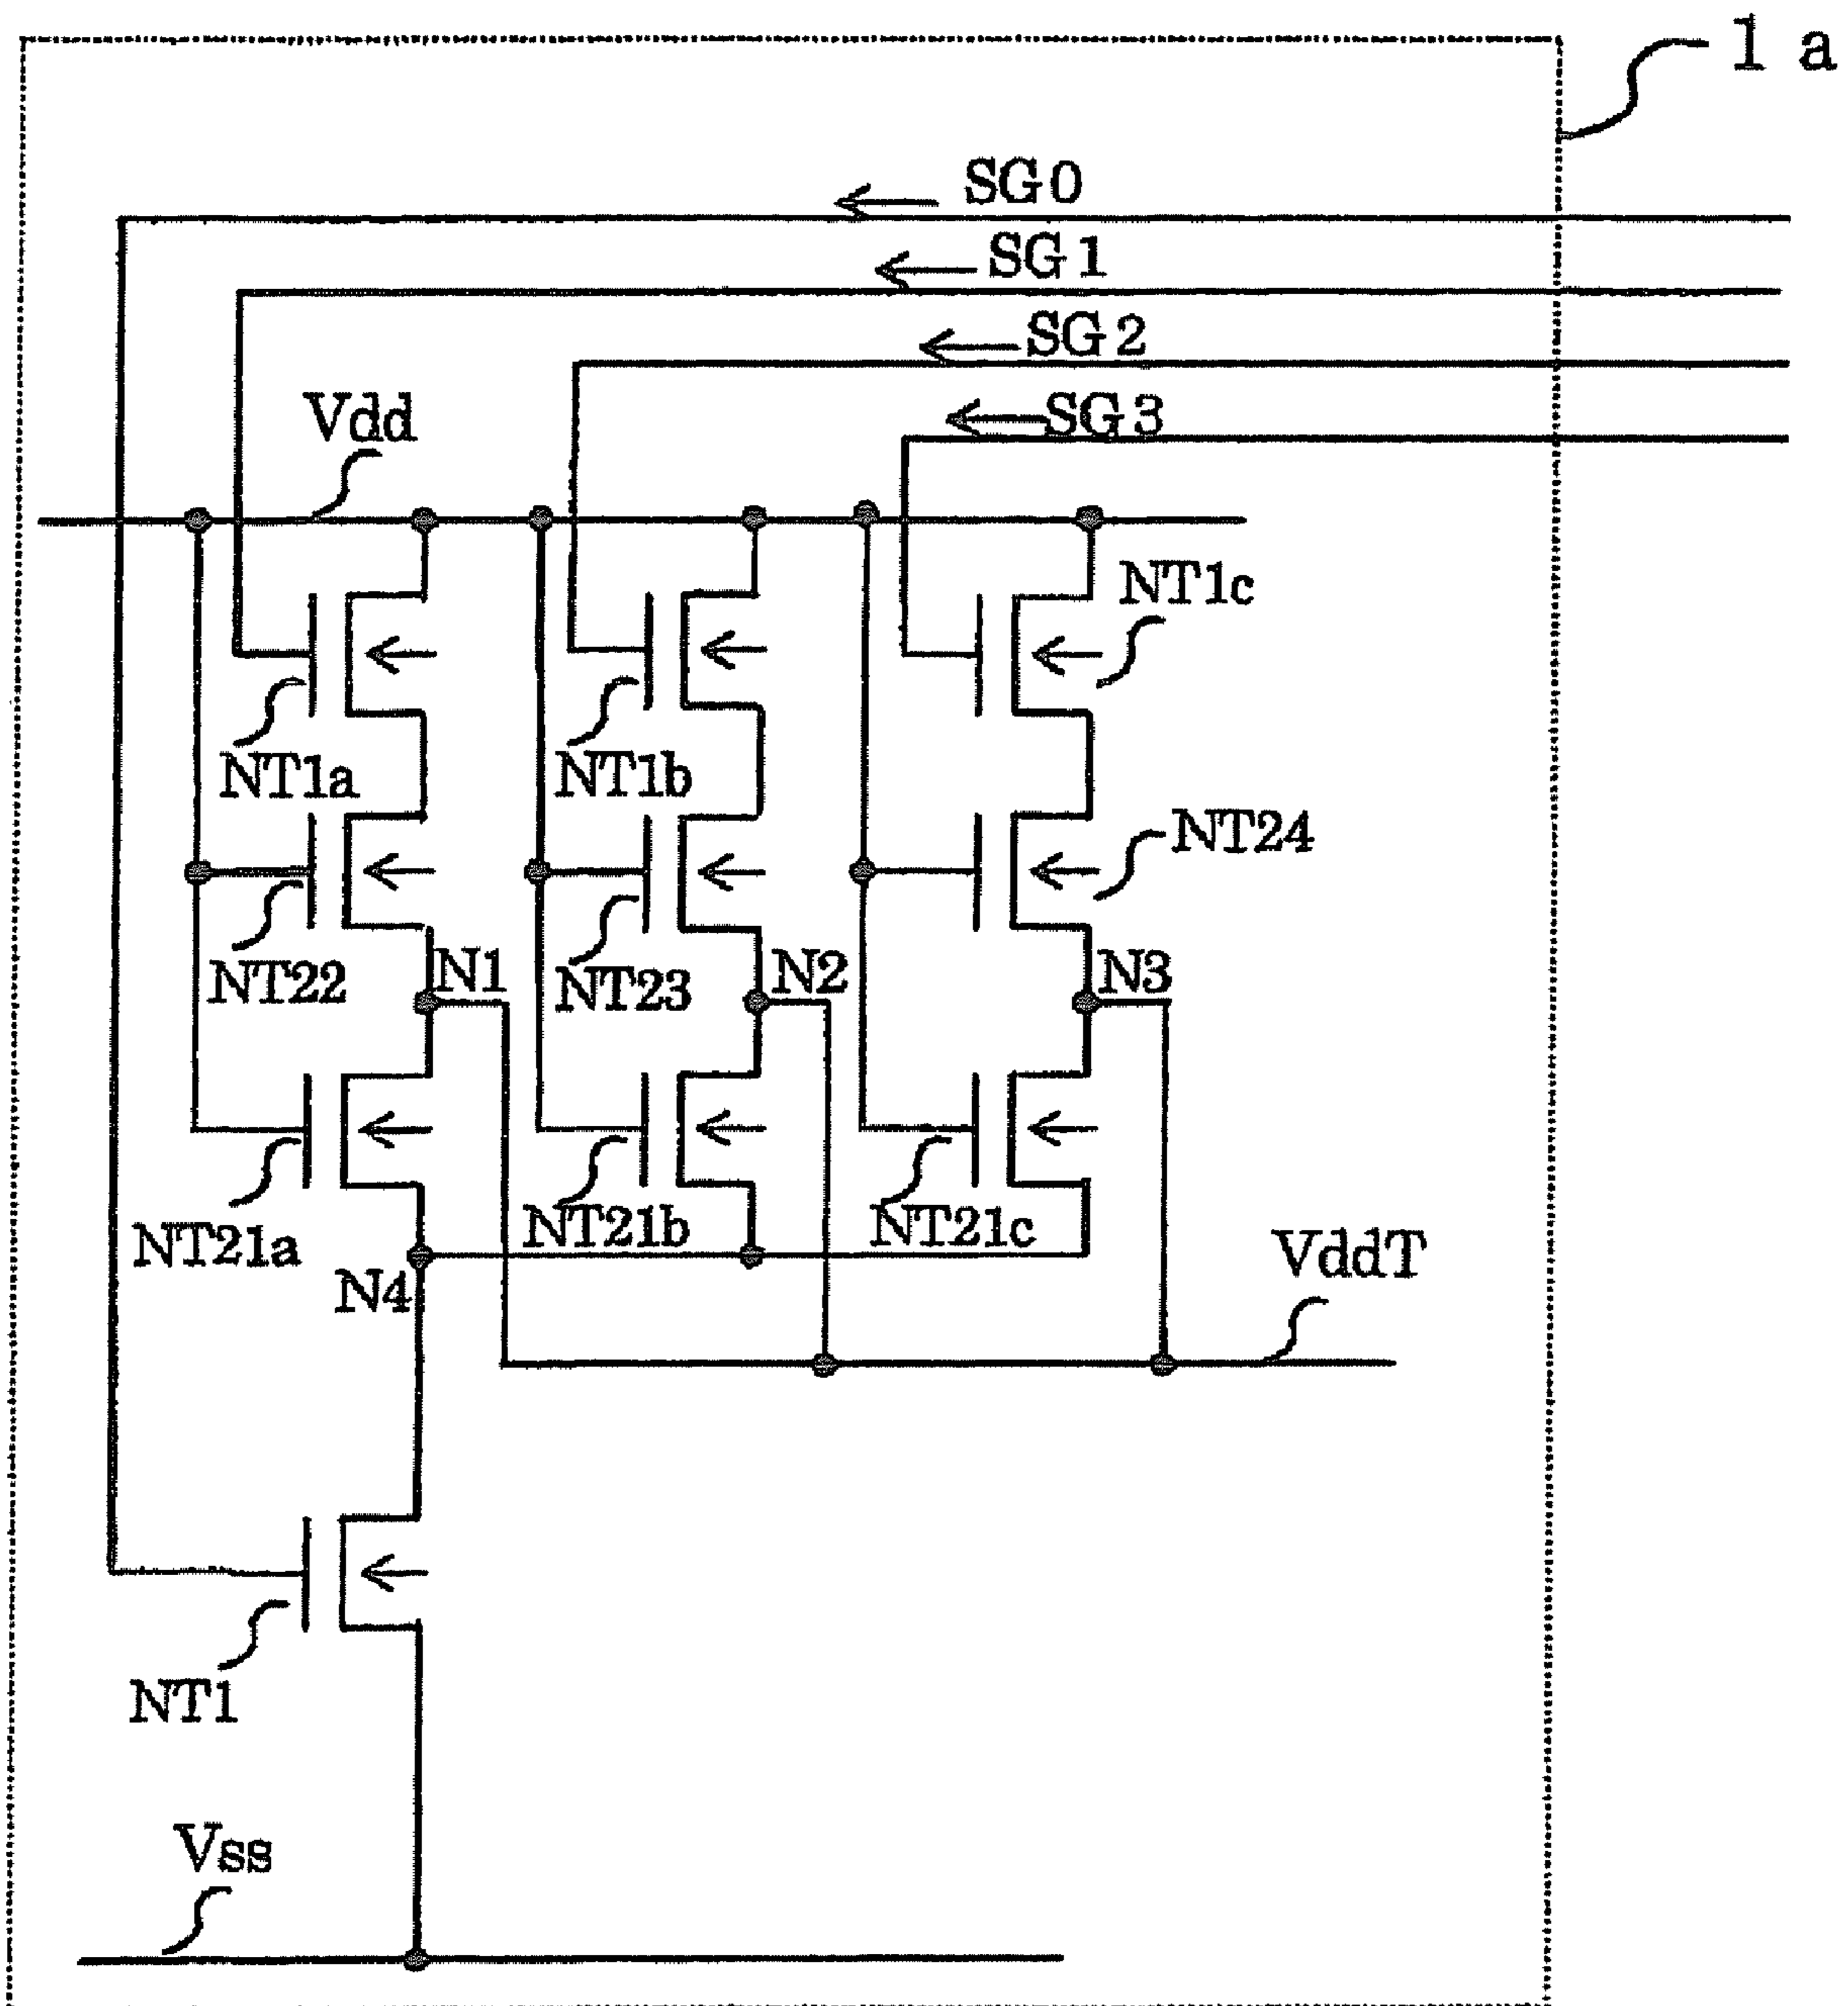 1a
SG0
SG1
SG2
SG3
Vdd
NT1c
NT1a
NT1b
NT24
NT22
N1
NT23
N2
N3
NT21a
NT21b
NT21c
VddT
N4
NT1
Vss